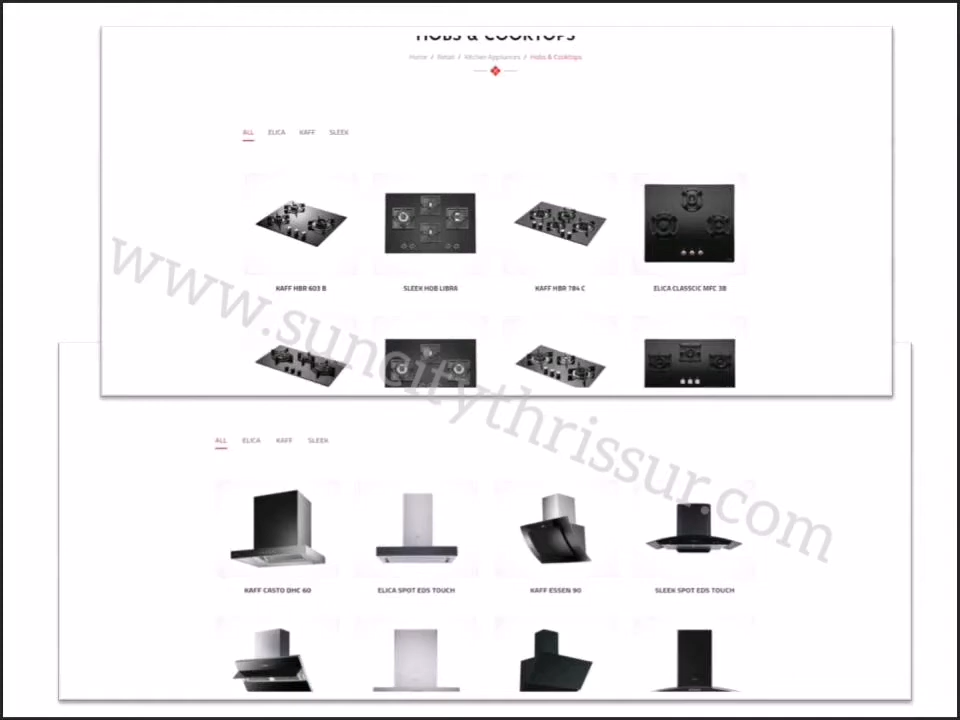 HOBS & COOKTOPS
Home / Retail / Kitchen Appliances / Hobs & Cooktops
ALL ELICA KAFF SLEEK
KAFF HBR 603 B SLEEK HOB LIBRA KAFF HBR 784 C ELICA CLASSCIC MFC 3B
www.suncitythrissur.com
ALL ELICA KAFF SLEEK
KAFF CASTO DHC 60 ELICA SPOT EDS TOUCH KAFF ESSEN 90 SLEEK SPOT EDS TOUCH